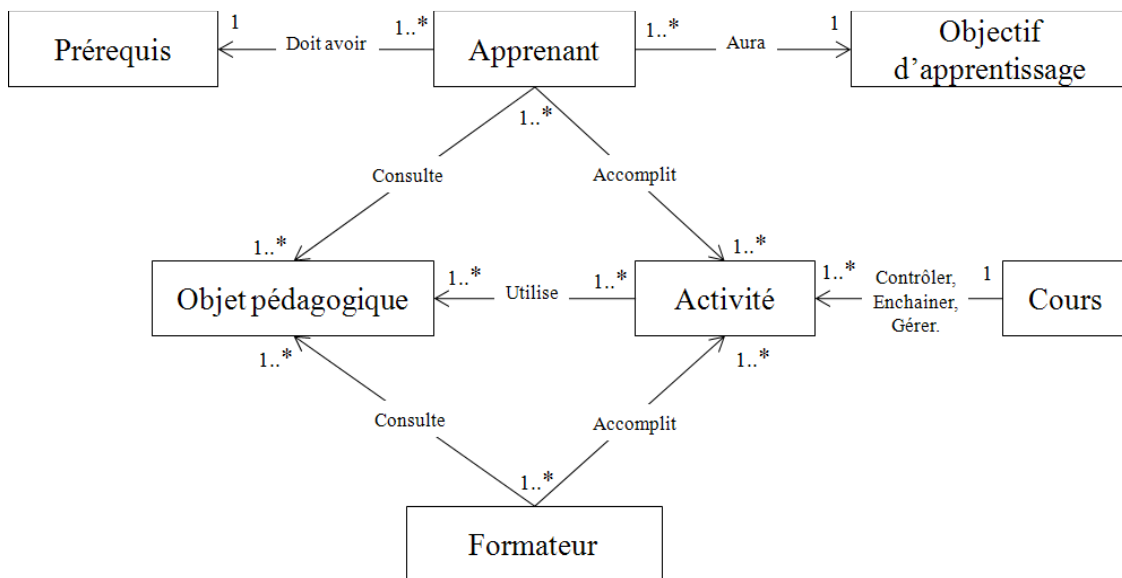 1
1..*
1..*
1
Prérequis
Doit avoir
Apprenant
Aura
Objectif
d'apprentissage
1..*
Consulte
Accomplit
1..*
1..*
1..*
1..*
1..*
1
Objet pédagogique
Utilise
Activité
Contrôler,
Enchainer,
Gérer.
Cours
1..*
1..*
Consulte
Accomplit
1..*
Formateur